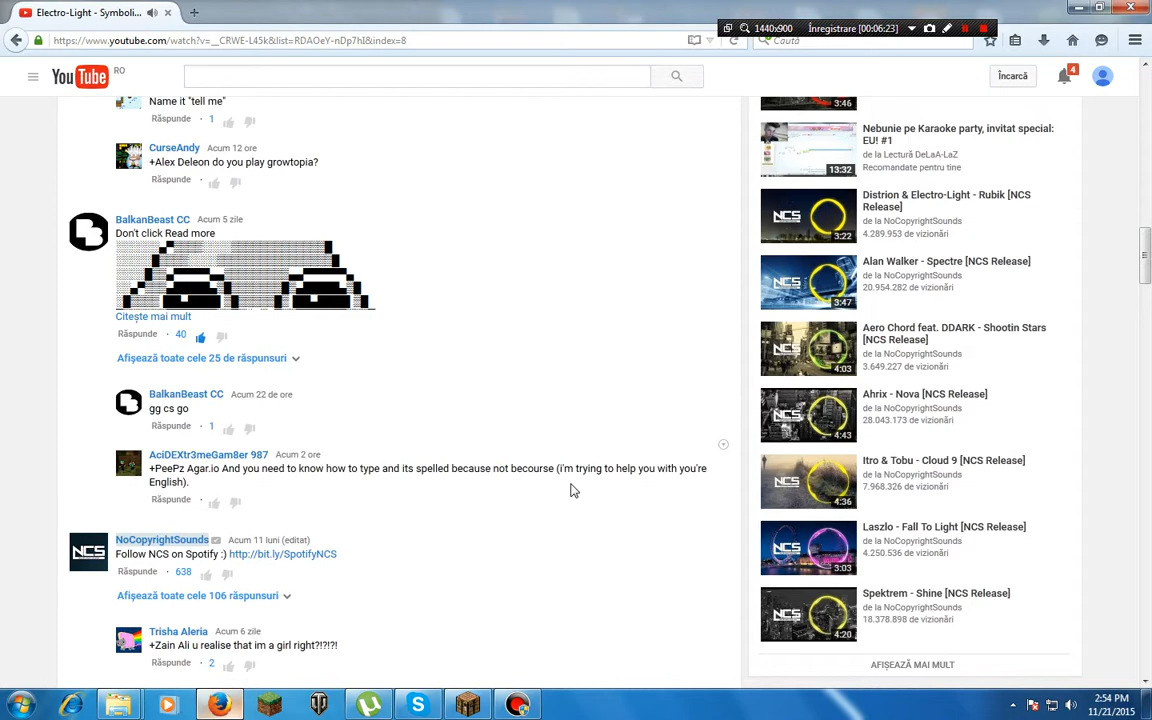 Electro-Light - Symboli...
https://www.youtube.com/watch?v=__CRWE-L45k&list=RDAOeY-nDp7hI&index=8
1440x900
Înregistrare [00:06:23]
Caută
YouTube RO
Încarcă
4
Name it "tell me"
Răspunde · 1
CurseAndy Acum 12 ore
+Alex Deleon do you play growtopia?
Răspunde ·
BalkanBeast CC Acum 5 zile
Don't click Read more
Citește mai mult
Răspunde · 40
Afișează toate cele 25 de răspunsuri
BalkanBeast CC Acum 22 de ore
gg cs go
Răspunde · 1
AciDEXtr3meGam8er 987 Acum 2 ore
+PeePz Agar.io And you need to know how to type and its spelled because not becourse (i'm trying to help you with you're
English).
Răspunde ·
NoCopyrightSounds Acum 11 luni (editat)
Follow NCS on Spotify :) http://bit.ly/SpotifyNCS
Răspunde · 638
Afișează toate cele 106 răspunsuri
Trisha Aleria Acum 6 zile
+Zain Ali u realise that im a girl right?!?!?!
Răspunde · 2
3:46
Nebunie pe Karaoke party, invitat special:
EU! #1
de la Lectură DeLaA-LaZ
Recomandate pentru tine
13:32
Distrion & Electro-Light - Rubik [NCS
Release]
de la NoCopyrightSounds
4.289.953 de vizionări
NCS
3:22
Alan Walker - Spectre [NCS Release]
de la NoCopyrightSounds
20.954.282 de vizionări
NCS
3:47
Aero Chord feat. DDARK - Shootin Stars
[NCS Release]
de la NoCopyrightSounds
3.649.227 de vizionări
NCS
4:03
Ahrix - Nova [NCS Release]
de la NoCopyrightSounds
28.043.173 de vizionări
NCS
4:43
Itro & Tobu - Cloud 9 [NCS Release]
de la NoCopyrightSounds
7.968.326 de vizionări
NCS
4:36
Laszlo - Fall To Light [NCS Release]
de la NoCopyrightSounds
4.250.536 de vizionări
NCS
3:03
Spektrem - Shine [NCS Release]
de la NoCopyrightSounds
18.378.898 de vizionări
NCS
4:20
AFIȘEAZĂ MAI MULT
NCS
2:54 PM
11/21/2015